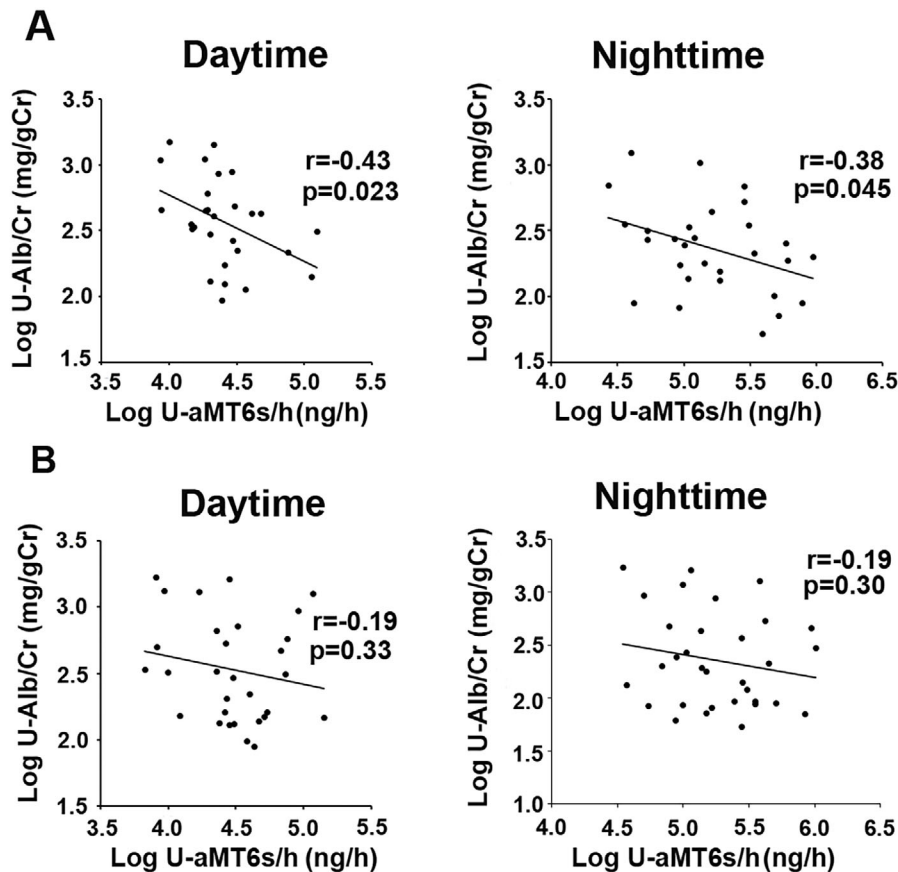 A
Daytime
Nighttime
Log U-Alb/Cr (mg/gCr)
3.5
3.0
2.5
2.0
1.5
r=-0.43
p=0.023
3.5 4.0 4.5 5.0 5.5
Log U-aMT6s/h (ng/h)
Log U-Alb/Cr (mg/gCr)
3.5
3.0
2.5
2.0
1.5
r=-0.38
p=0.045
4.0 4.5 5.0 5.5 6.0 6.5
Log U-aMT6s/h (ng/h)
B
Daytime
Nighttime
Log U-Alb/Cr (mg/gCr)
3.5
3.0
2.5
2.0
1.5
r=-0.19
p=0.33
3.5 4.0 4.5 5.0 5.5
Log U-aMT6s/h (ng/h)
Log U-Alb/Cr (mg/gCr)
3.5
3.0
2.5
2.0
1.5
1.0
r=-0.19
p=0.30
4.0 4.5 5.0 5.5 6.0 6.5
Log U-aMT6s/h (ng/h)